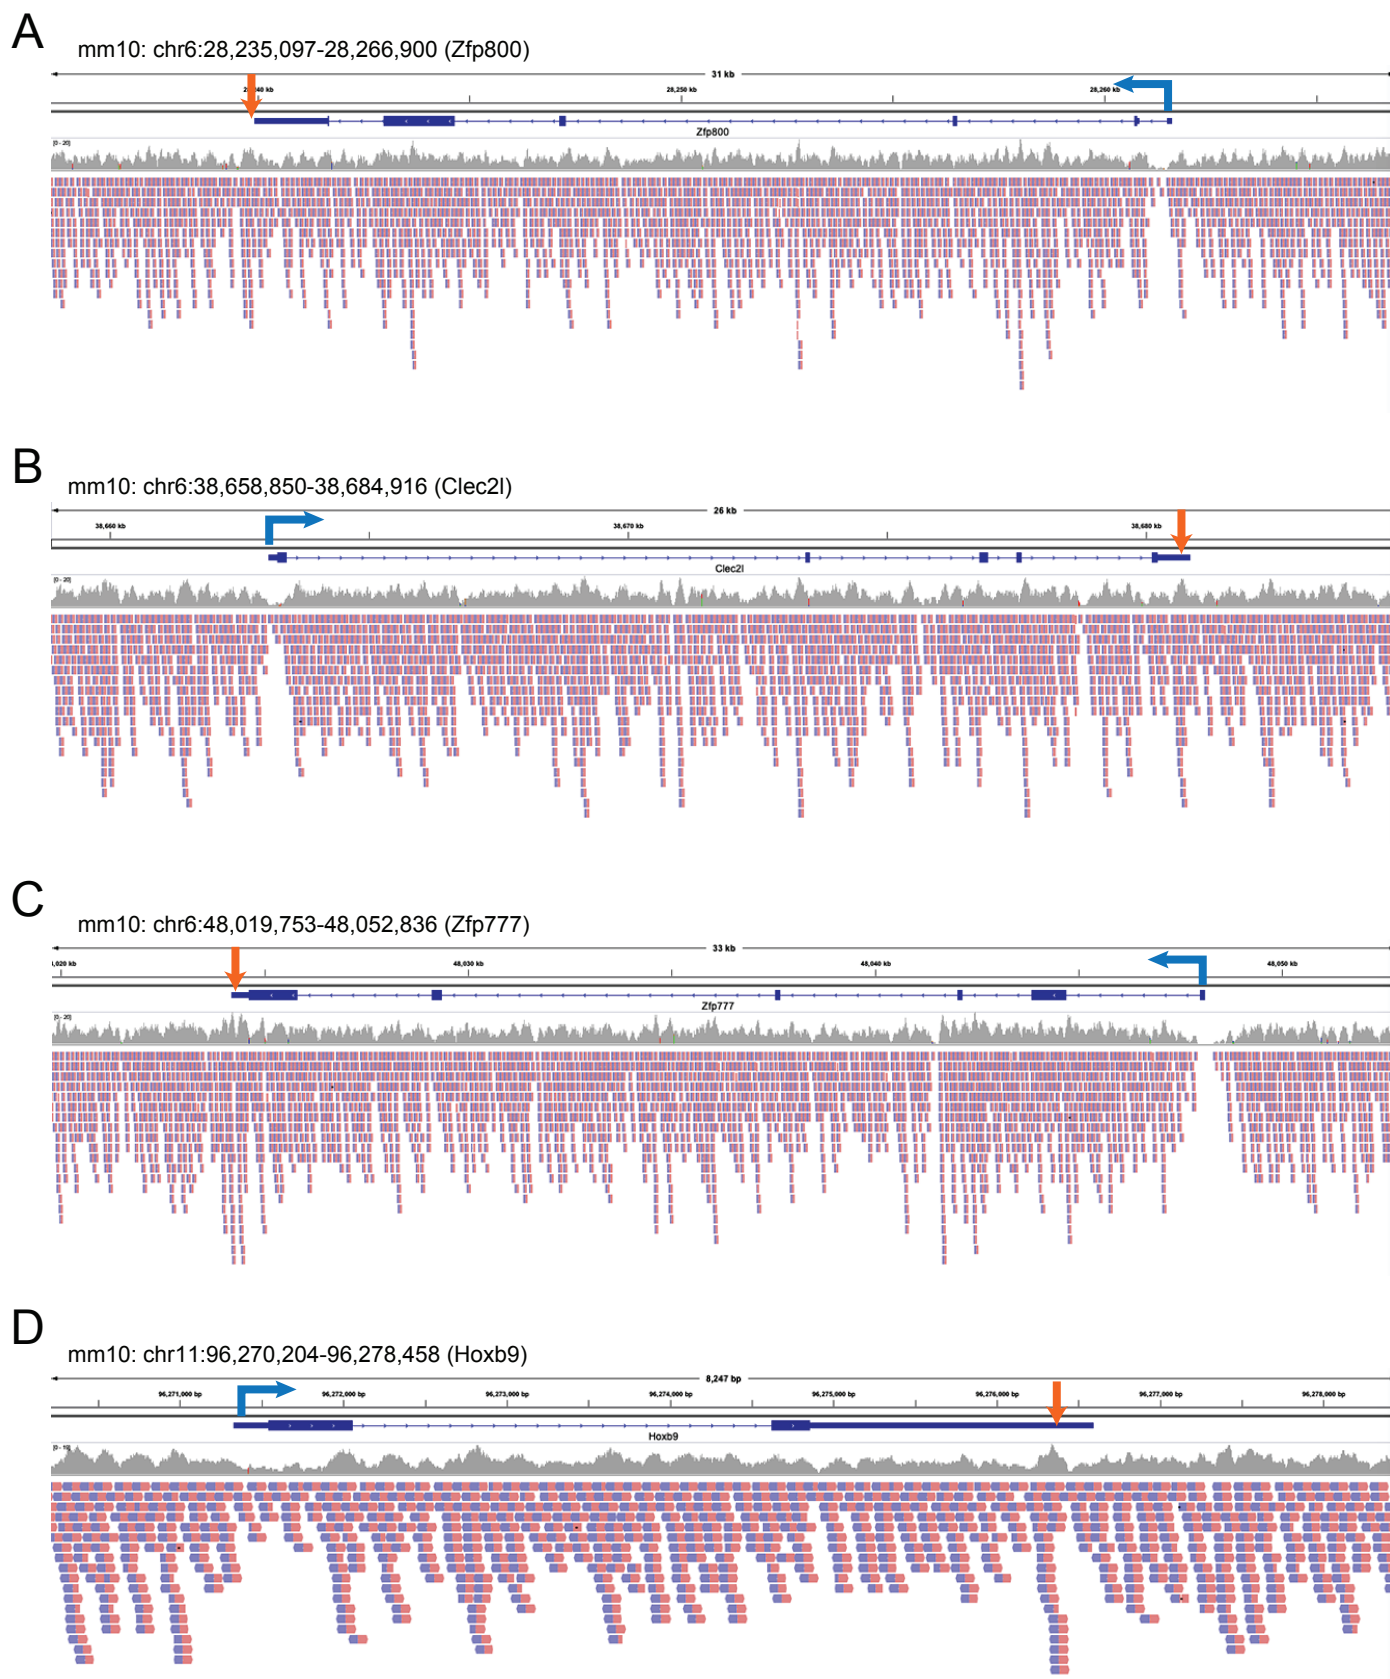 A
mm10: chr6:28,235,097-28,266,900 (Zfp800)
31 kb
28,250 kb
28,260 kb
Zfp800
[0 - 20]
B
mm10: chr6:38,658,850-38,684,916 (Clec2l)
26 kb
38,660 kb
38,670 kb
38,680 kb
Clec2l
[0 - 20]
C
mm10: chr6:48,019,753-48,052,836 (Zfp777)
33 kb
,020 kb
48,030 kb
48,040 kb
48,050 kb
Zfp777
[0 - 20]
D
mm10: chr11:96,270,204-96,278,458 (Hoxb9)
8,247 bp
96,271,000 bp
96,272,000 bp
96,273,000 bp
96,274,000 bp
96,275,000 bp
96,276,000 bp
96,277,000 bp
96,278,000 bp
Hoxb9